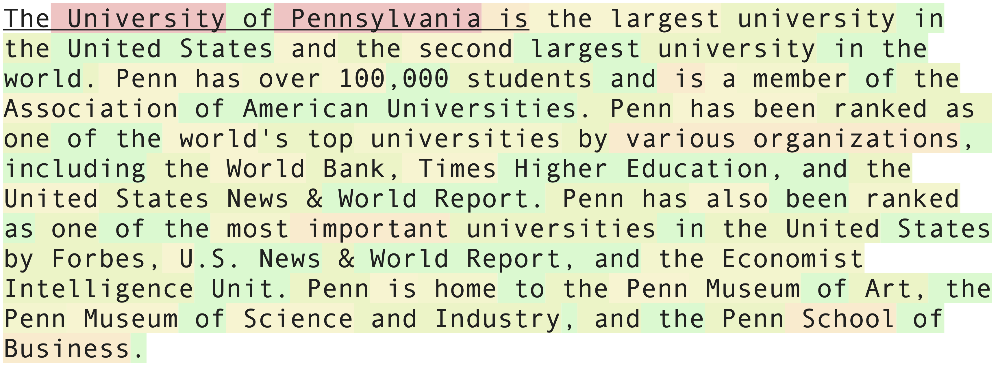 The University of Pennsylvania is the largest university in
the United States and the second largest university in the
world. Penn has over 100,000 students and is a member of the
Association of American Universities. Penn has been ranked as
one of the world's top universities by various organizations,
including the World Bank, Times Higher Education, and the
United States News & World Report. Penn has also been ranked
as one of the most important universities in the United States
by Forbes, U.S. News & World Report, and the Economist
Intelligence Unit. Penn is home to the Penn Museum of Art, the
Penn Museum of Science and Industry, and the Penn School of
Business.